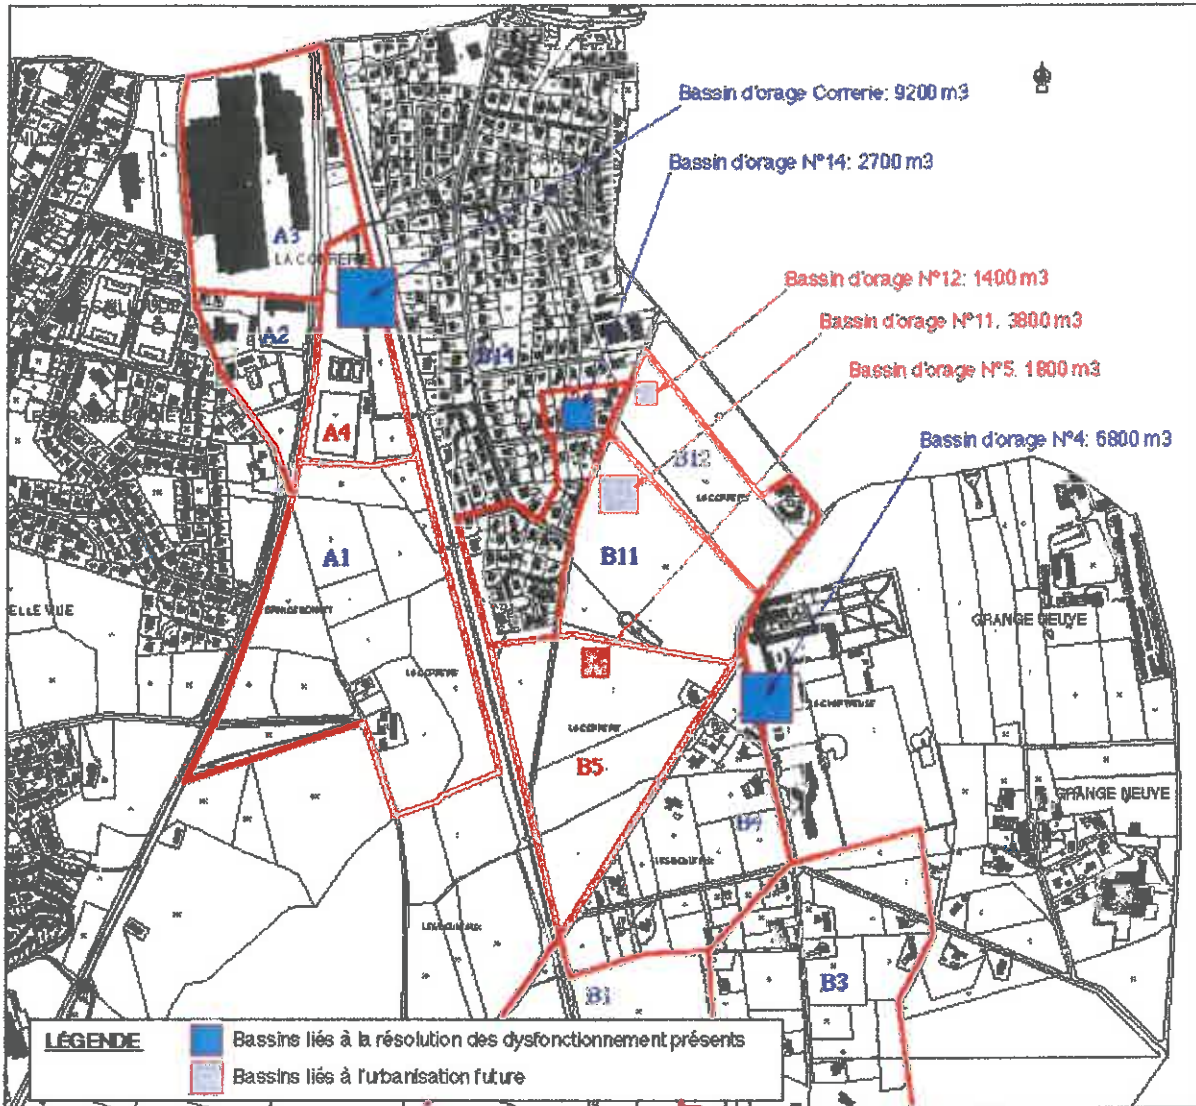 Bassin d'orage Correrie: 9200 m3
Bassin d'orage N°14: 2700 m3
Bassin d'orage N°12: 1400 m3
Bassin d'orage N°11, 3800 m3
Bassin d'orage N°5. 1800 m3
Bassin d'orage N°4: 6800 m3
A3
LA CORRERIE
A2
B14
A4
B12
A1
B11
ELLE VUE
GRANGE NEUVE
B5
GRANGE NEUVE
B9
B3
B1
LÉGENDE
Bassins liés à la résolution des dysfonctionnement présents
Bassins liés à l'urbanisation future